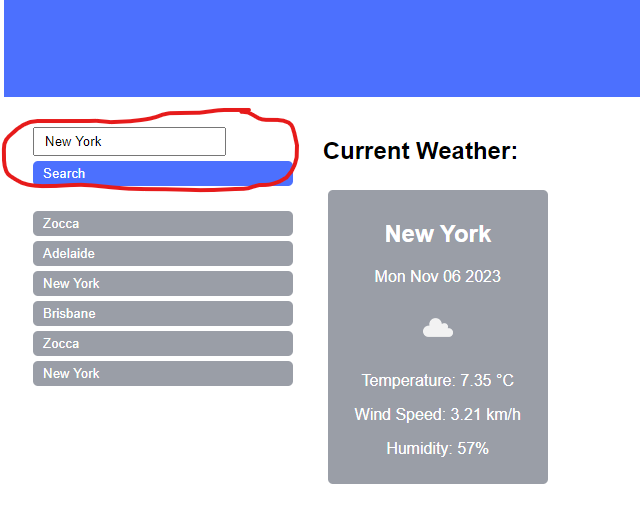 New York
Search
Zocca
Adelaide
New York
Brisbane
Zocca
New York
Current Weather:
New York
Mon Nov 06 2023
Temperature: 7.35 °C
Wind Speed: 3.21 km/h
Humidity: 57%